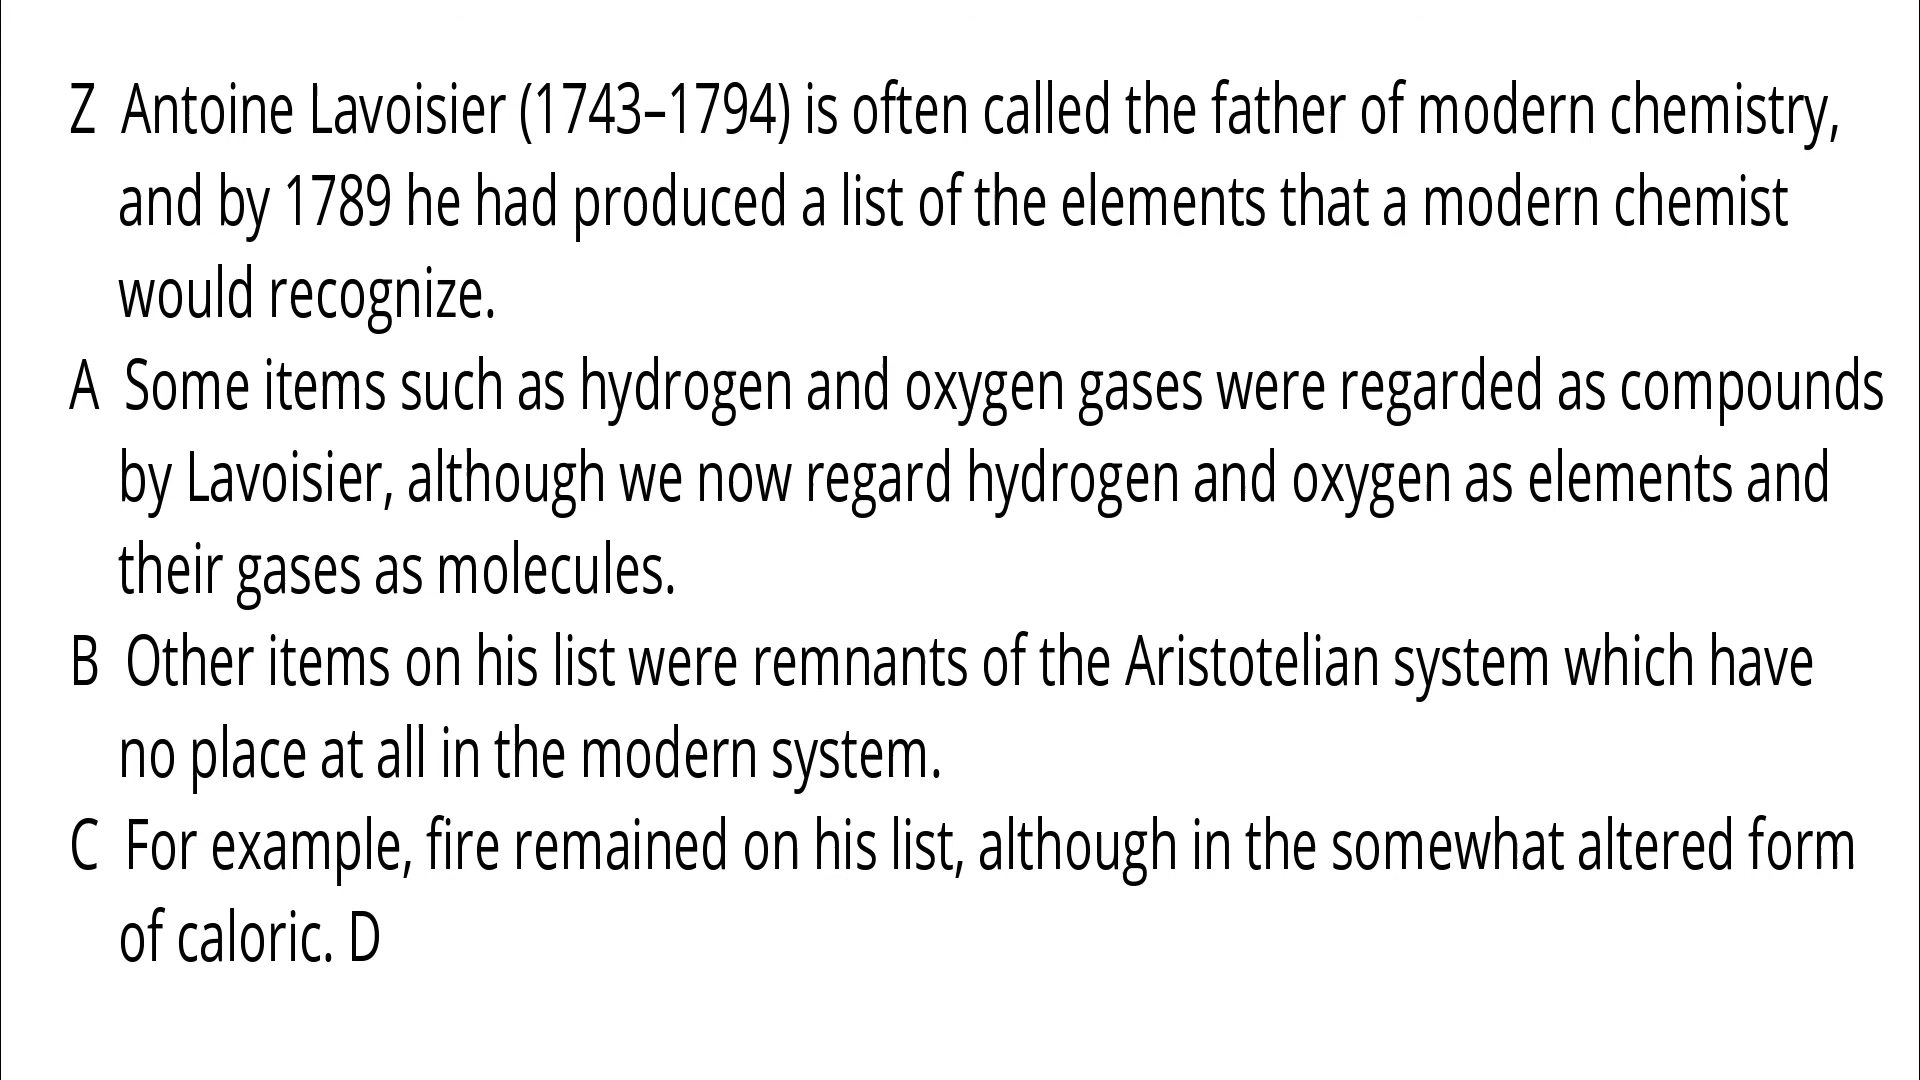 Z Antoine Lavoisier (1743–1794) is often called the father of modern chemistry,
and by 1789 he had produced a list of the elements that a modern chemist
would recognize.
A Some items such as hydrogen and oxygen gases were regarded as compounds
by Lavoisier, although we now regard hydrogen and oxygen as elements and
their gases as molecules.
B Other items on his list were remnants of the Aristotelian system which have
no place at all in the modern system.
C For example, fire remained on his list, although in the somewhat altered form
of caloric. D